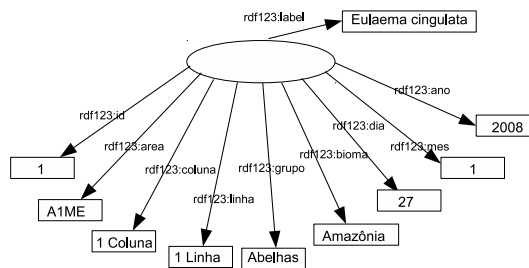 rdf123:label
Eulaema cingulata
rdf123:ano
2008
rdf123:id
rdf123:dia
1
rdf123:area
rdf123:mes
1
rdf123:coluna
rdf123:grupo
rdf123:bioma
27
A1ME
rdf123:linha
1 Coluna
Amazônia
1 Linha
Abelhas